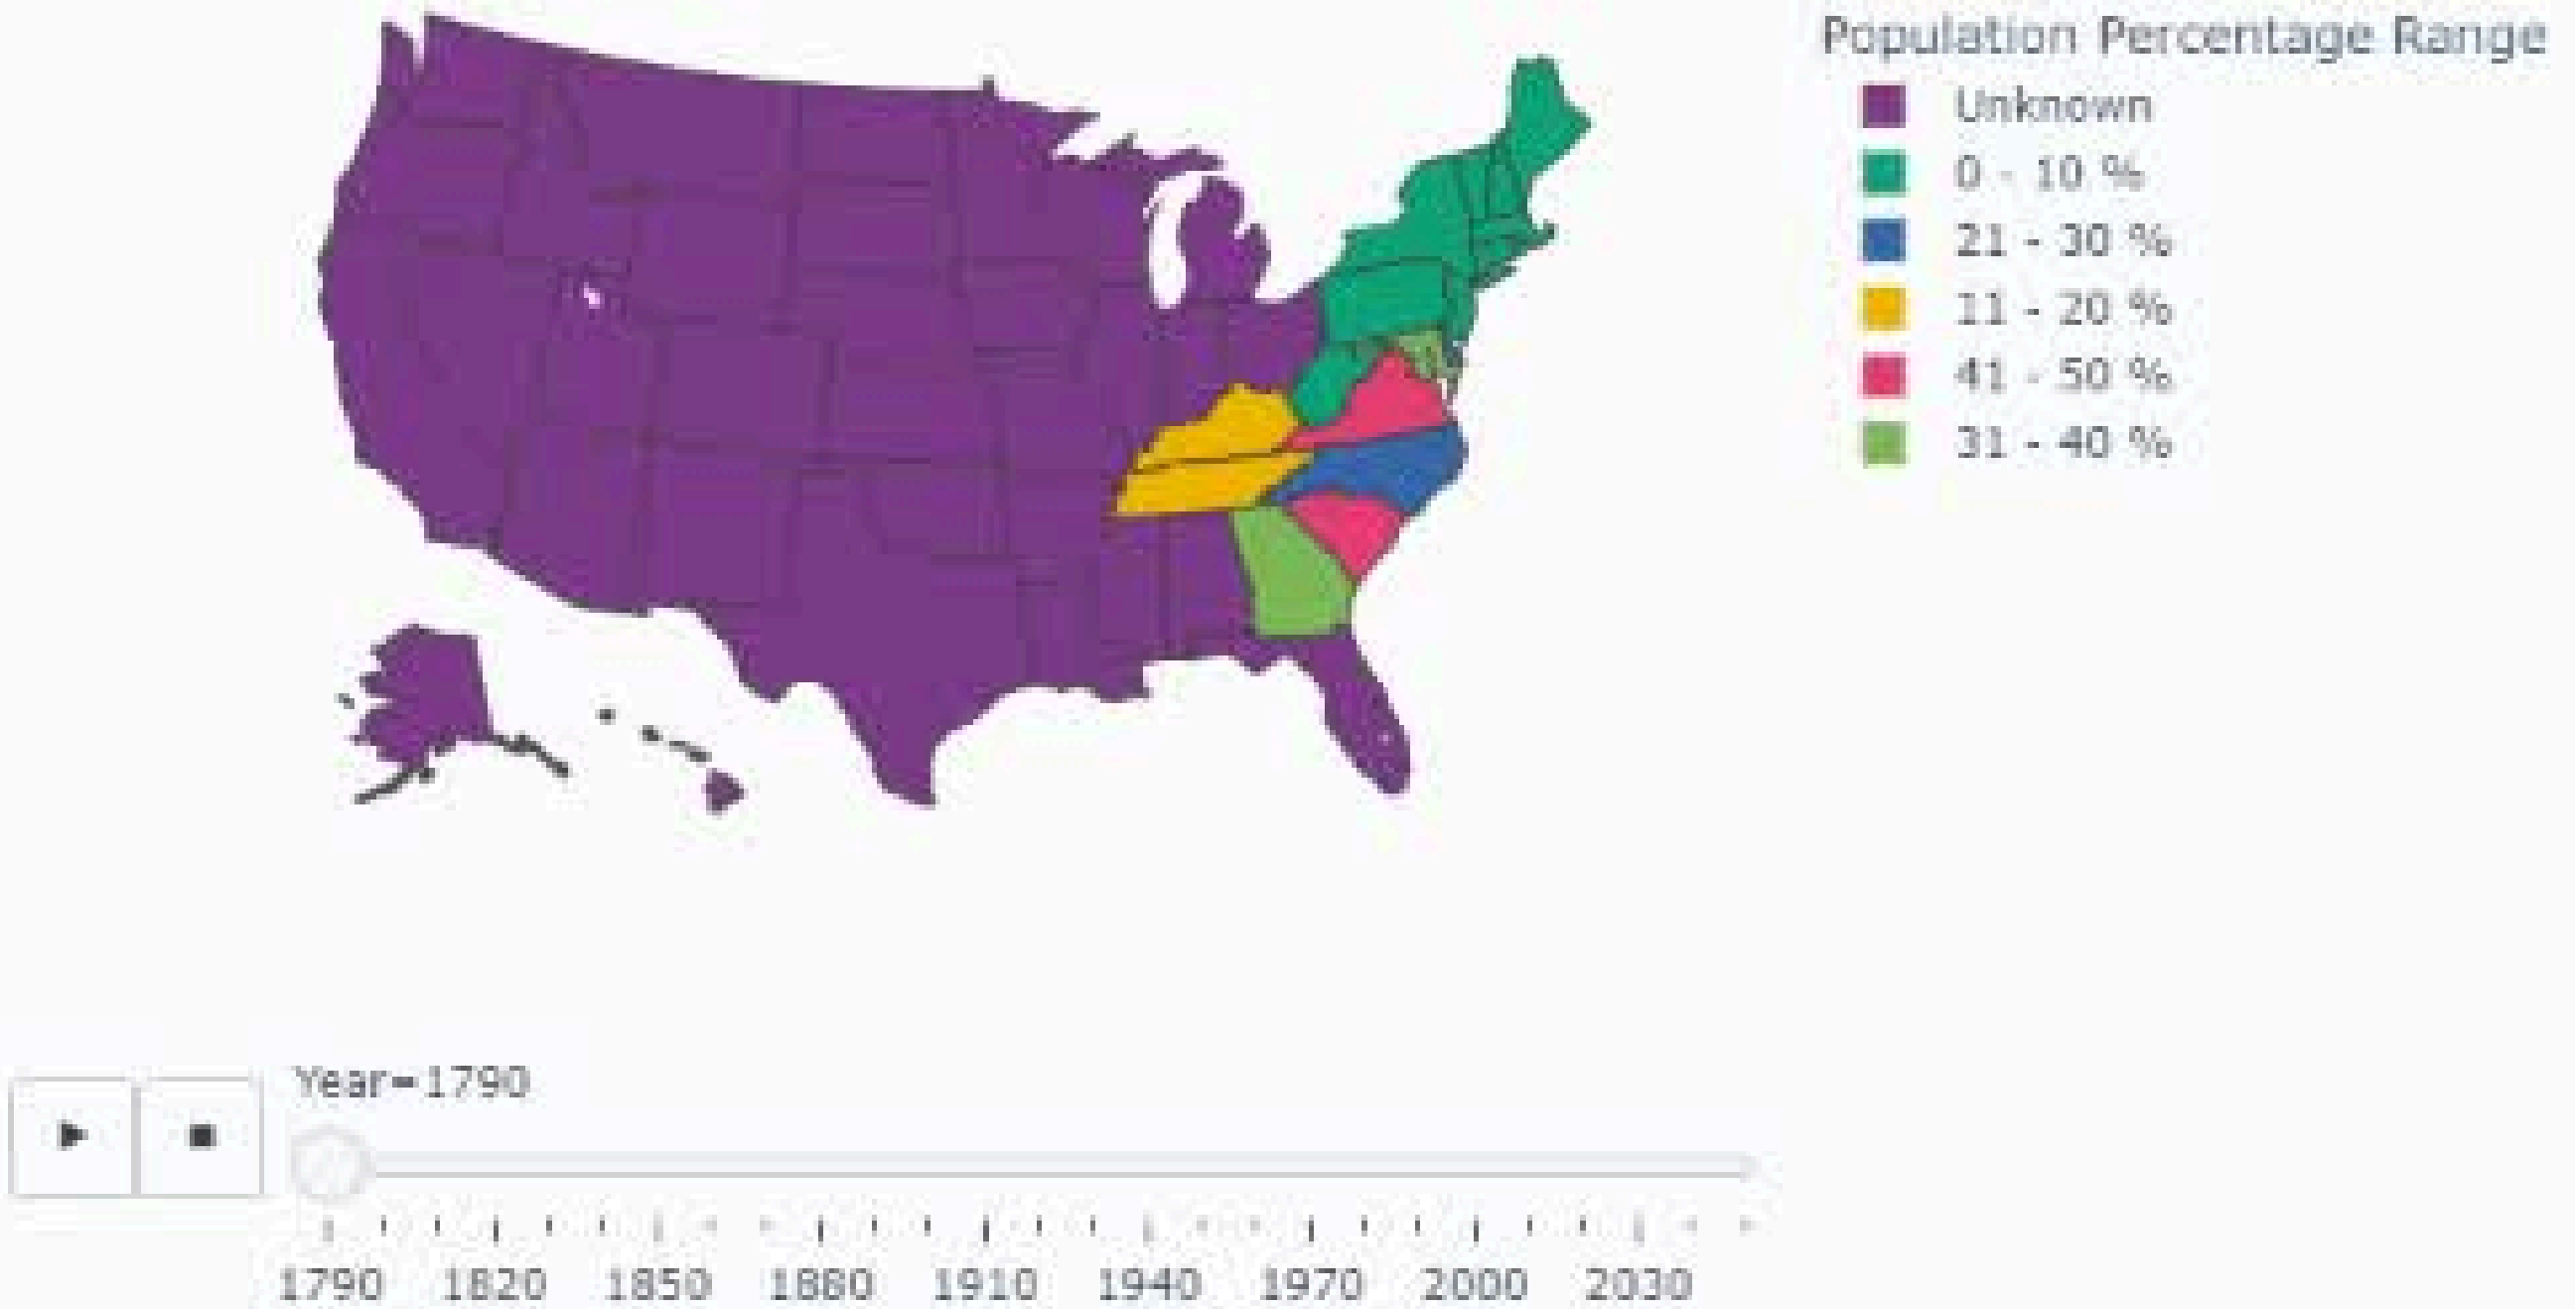 Population Percentage Range
Unknown
0 - 10 %
21 - 30 %
11 - 20 %
41 - 50 %
31 - 40 %
Year=1790
1790 1820 1850 1880 1910 1940 1970 2000 2030